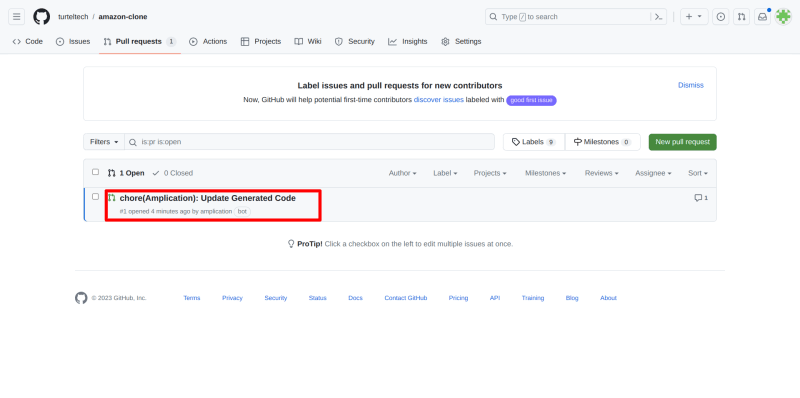 turteltech / amazon-clone
Type / to search
Code Issues Pull requests 1 Actions Projects Wiki Security Insights Settings
Label issues and pull requests for new contributors
Dismiss
Now, GitHub will help potential first-time contributors discover issues labeled with good first issue
Filters is:pr is:open Labels 9 Milestones 0 New pull request
1 Open 0 Closed Author Label Projects Milestones Reviews Assignee Sort
chore(Amplication): Update Generated Code 1
#1 opened 4 minutes ago by amplication bot
ProTip! Click a checkbox on the left to edit multiple issues at once.
© 2023 GitHub, Inc. Terms Privacy Security Status Docs Contact GitHub Pricing API Training Blog About